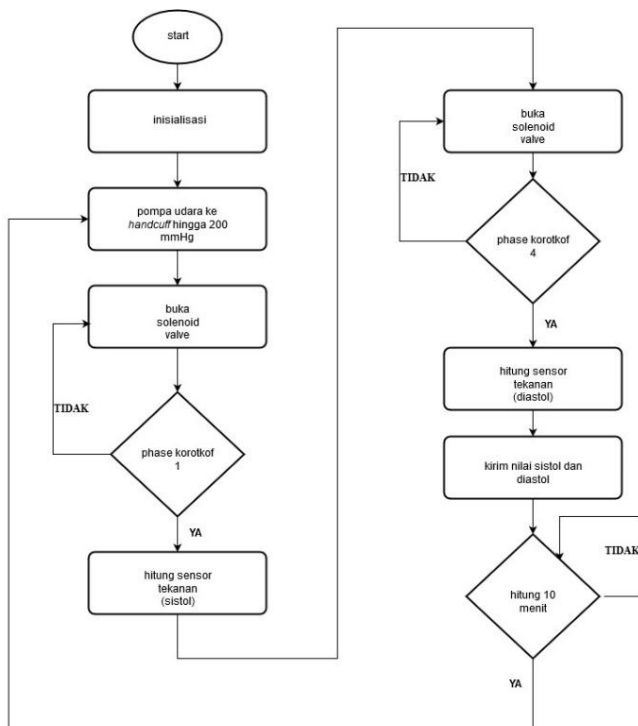 start
inisialisasi
pompa udara ke
handcuff hingga 200
mmHg
buka
solenoid
valve
TIDAK
phase korotkof
1
YA
hitung sensor
tekanan
(sistol)
buka
solenoid
valve
TIDAK
phase korotkof
4
YA
hitung sensor
tekanan
(diastol)
kirim nilai sistol dan
diastol
TIDAK
hitung 10
menit
YA